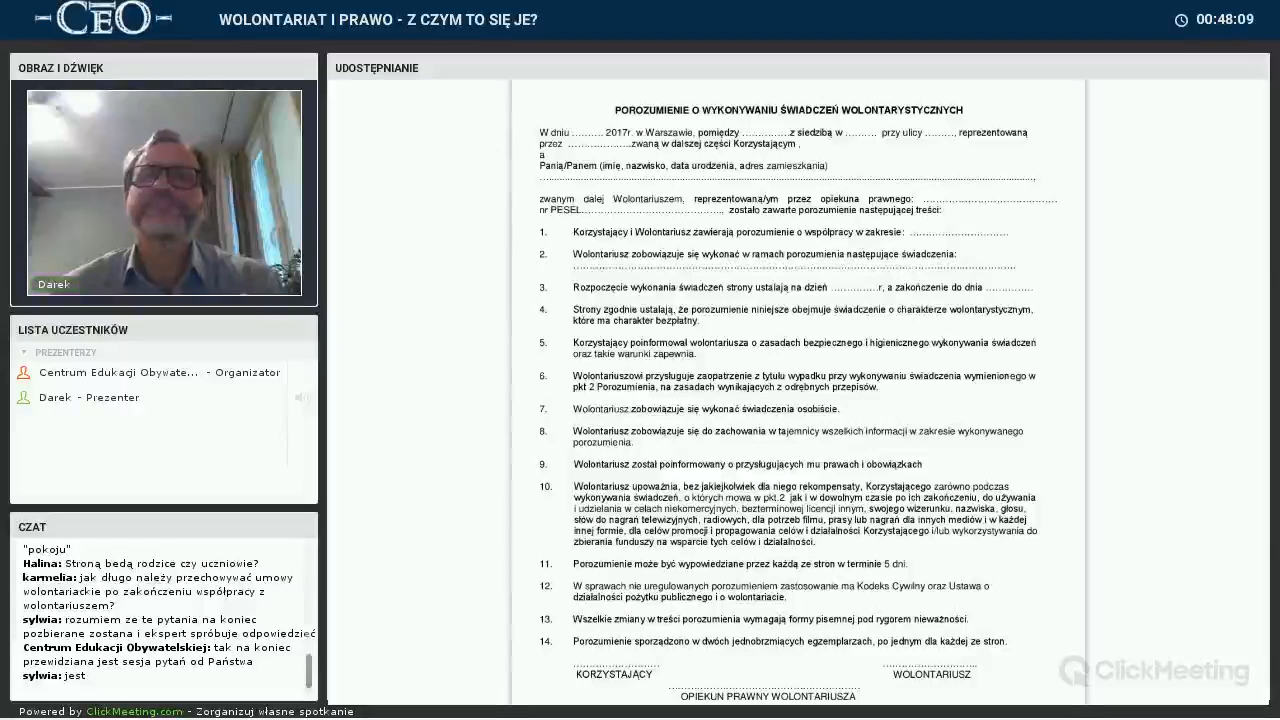 CEO
WOLONTARIAT I PRAWO - Z CZYM TO SIĘ JE?
00:48:09
OBRAZ I DŹWIĘK
Darek
LISTA UCZESTNIKÓW
PREZENTERZY
Centrum Edukacji Obywate... - Organizator
Darek - Prezenter
CZAT
"pokoju"
Halina: Stroną bedą rodzice czy uczniowie?
karmelia: jak długo należy przechowywać umowy
wolontariackie po zakończeniu współpracy z
wolontariuszem?
sylwia: rozumiem ze te pytania na koniec
pozbierane zostana i ekspert spróbuje odpowiedzieć
Centrum Edukacji Obywatelskiej: tak na koniec
przewidziana jest sesja pytań od Państwa
sylwia: jest
UDOSTĘPNIANIE
POROZUMIENIE O WYKONYWANIU ŚWIADCZEŃ WOLONTARYSTYCZNYCH
W dniu .......... 2017r. w Warszawie, pomiędzy ...............z siedzibą w .......... przy ulicy ........., reprezentowaną
przez ....................zwaną w dalszej części Korzystającym ,
a
Panią/Panem (imię, nazwisko, data urodzenia, adres zamieszkania)
..............................................................................................................................,
zwanym dalej Wolontariuszem, reprezentowaną/ym przez opiekuna prawnego: ..........................................
nr PESEL............................................, zostało zawarte porozumienie następującej treści:
1. Korzystający i Wolontariusz zawierają porozumienie o współpracy w zakresie: ..............................
2. Wolontariusz zobowiązuje się wykonać w ramach porozumienia następujące świadczenia:
..............................................................................................................................
3. Rozpoczęcie wykonania świadczeń strony ustalają na dzień ...............r, a zakończenie do dnia ...............
4. Strony zgodnie ustalają, że porozumienie niniejsze obejmuje świadczenie o charakterze wolontarystycznym,
które ma charakter bezpłatny.
5. Korzystający poinformował wolontariusza o zasadach bezpiecznego i higienicznego wykonywania świadczeń
oraz takie warunki zapewnia.
6. Wolontariuszowi przysługuje zaopatrzenie z tytułu wypadku przy wykonywaniu świadczenia wymienionego w
pkt 2 Porozumienia, na zasadach wynikających z odrębnych przepisów.
7. Wolontariusz zobowiązuje się wykonać świadczenia osobiście.
8. Wolontariusz zobowiązuje się do zachowania w tajemnicy wszelkich informacji w zakresie wykonywanego
porozumienia.
9. Wolontariusz został poinformowany o przysługujących mu prawach i obowiązkach
10. Wolontariusz upoważnia, bez jakiejkolwiek dla niego rekompensaty, Korzystającego zarówno podczas
wykonywania świadczeń, o których mowa w pkt.2 jak i w dowolnym czasie po ich zakończeniu, do używania
i udzielania w celach niekomercyjnych, bezterminowej licencji innym, swojego wizerunku, nazwiska, głosu,
słów do nagrań telewizyjnych, radiowych, dla potrzeb filmu, prasy lub nagrań dla innych mediów i w każdej
innej formie, dla celów promocji i propagowania celów i działalności Korzystającego i/lub wykorzystywania do
zbierania funduszy na wsparcie tych celów i działalności.
11. Porozumienie może być wypowiedziane przez każdą ze stron w terminie 5 dni.
12. W sprawach nie uregulowanych porozumieniem zastosowanie ma Kodeks Cywilny oraz Ustawa o
działalności pożytku publicznego i o wolontariacie.
13. Wszelkie zmiany w treści porozumienia wymagają formy pisemnej pod rygorem nieważności.
14. Porozumienie sporządzono w dwóch jednobrzmiących egzemplarzach, po jednym dla każdej ze stron.
KORZYSTAJĄCY
WOLONTARIUSZ
OPIEKUN PRAWNY WOLONTARIUSZA
ClickMeeting
Powered by ClickMeeting.com - Zorganizuj własne spotkanie